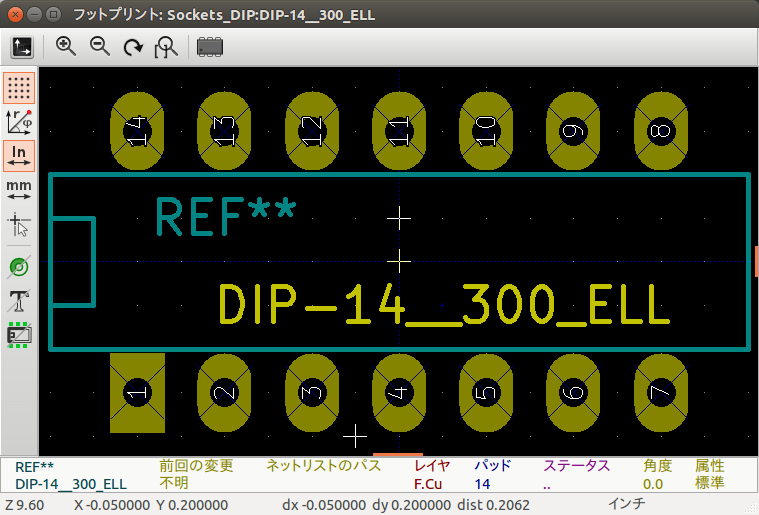 フットプリント: Sockets_DIP:DIP-14__300_ELL
In
mm
14 13 12 11 10 9 8
REF**
DIP-14__300_ELL
1 2 3 4 5 6 7
REF** 前回の変更 ネットリストのパス レイヤ パッド ステータス 角度 属性
DIP-14__300_ELL 不明 F.Cu 14 .. 0.0 標準
Z 9.60 X -0.050000 Y 0.200000 dx -0.050000 dy 0.200000 dist 0.2062 インチ